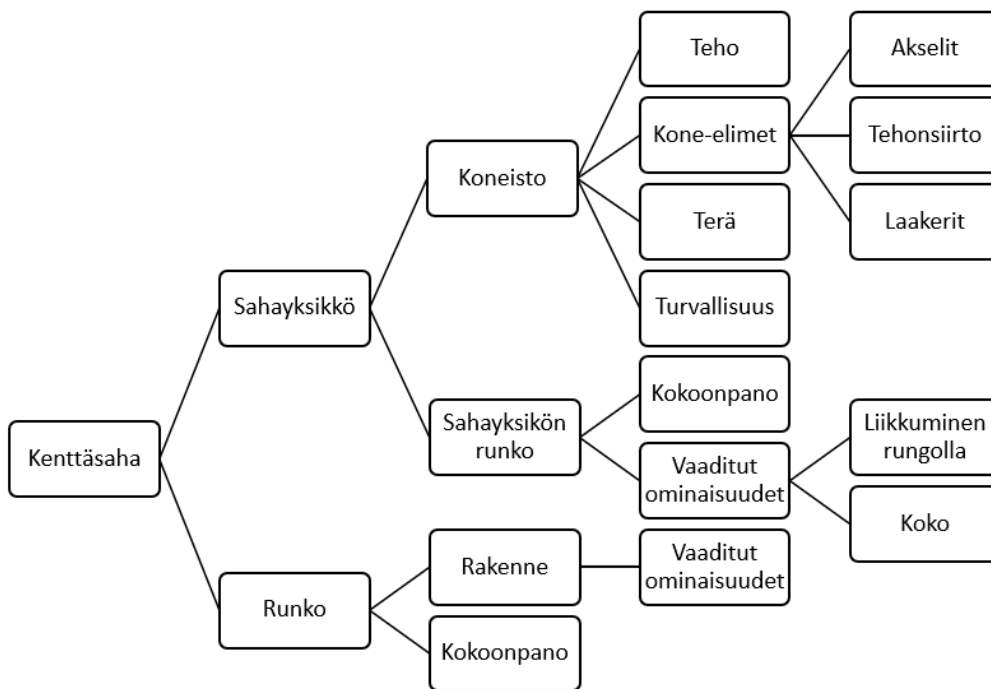 Kenttäsaha
Sahayksikkö
Koneisto
Teho
Kone-elimet
Akselit
Tehonsiirto
Laakerit
Terä
Turvallisuus
Sahayksikön
runko
Kokoonpano
Vaaditut
ominaisuudet
Liikkuminen
rungolla
Koko
Runko
Rakenne
Vaaditut
ominaisuudet
Kokoonpano